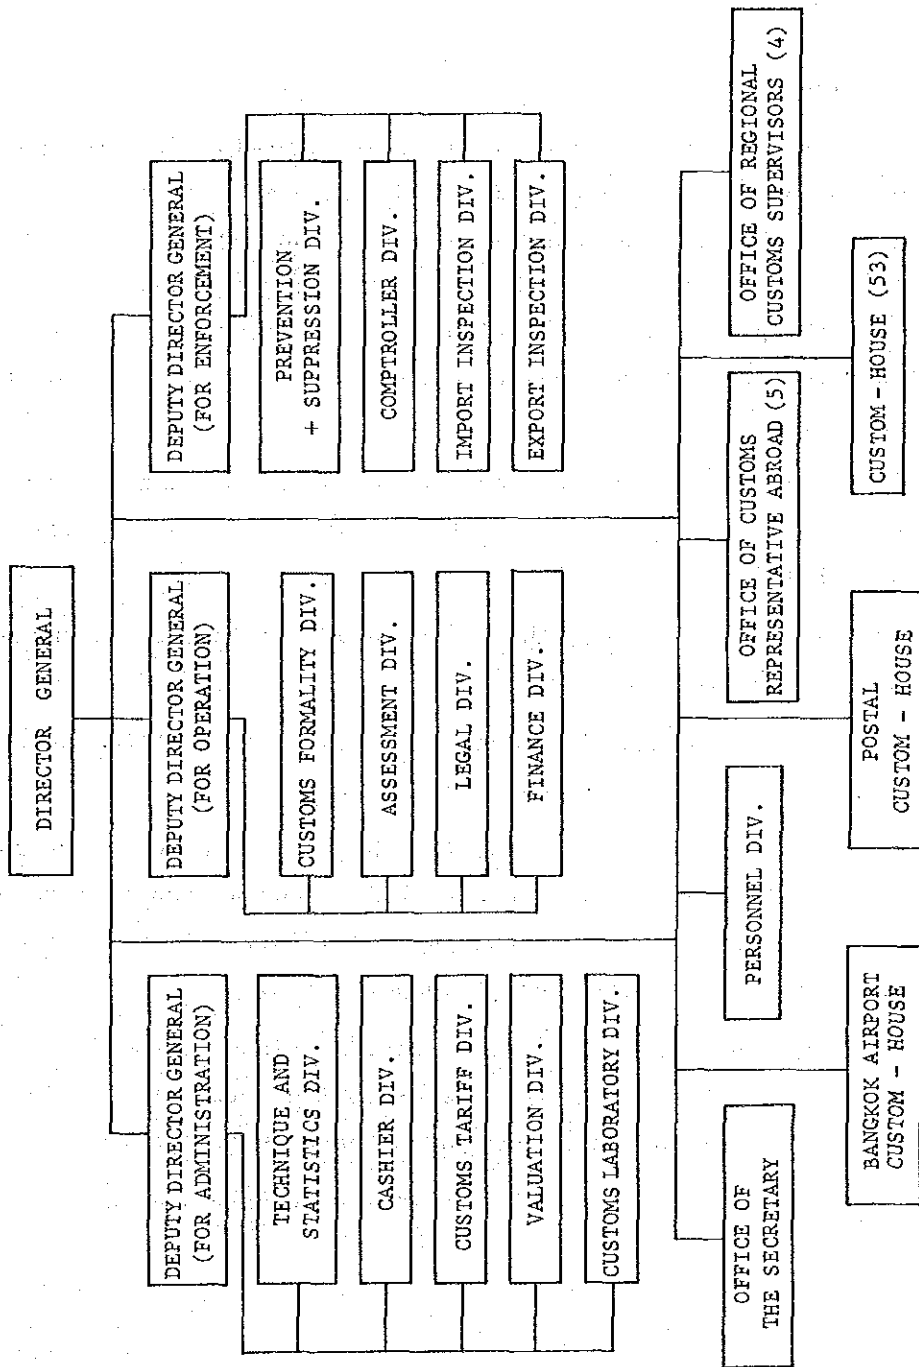 DIRECTOR GENERAL
DEPUTY DIRECTOR GENERAL
(FOR ADMINISTRATION)
TECHNIQUE AND
STATISTICS DIV.
CASHIER DIV.
CUSTOMS TARIFF DIV.
VALUATION DIV.
CUSTOMS LABORATORY DIV.
DEPUTY DIRECTOR GENERAL
(FOR OPERATION)
CUSTOMS FORMALITY DIV.
ASSESSMENT DIV.
LEGAL DIV.
FINANCE DIV.
DEPUTY DIRECTOR GENERAL
(FOR ENFORCEMENT)
PREVENTION
+ SUPPRESSION DIV.
COMPTROLLER DIV.
IMPORT INSPECTION DIV.
EXPORT INSPECTION DIV.
OFFICE OF
THE SECRETARY
PERSONNEL DIV.
OFFICE OF CUSTOMS
REPRESENTATIVE ABROAD (5)
OFFICE OF REGIONAL
CUSTOMS SUPERVISORS (4)
BANGKOK AIRPORT
CUSTOM - HOUSE
POSTAL
CUSTOM - HOUSE
CUSTOM - HOUSE (53)